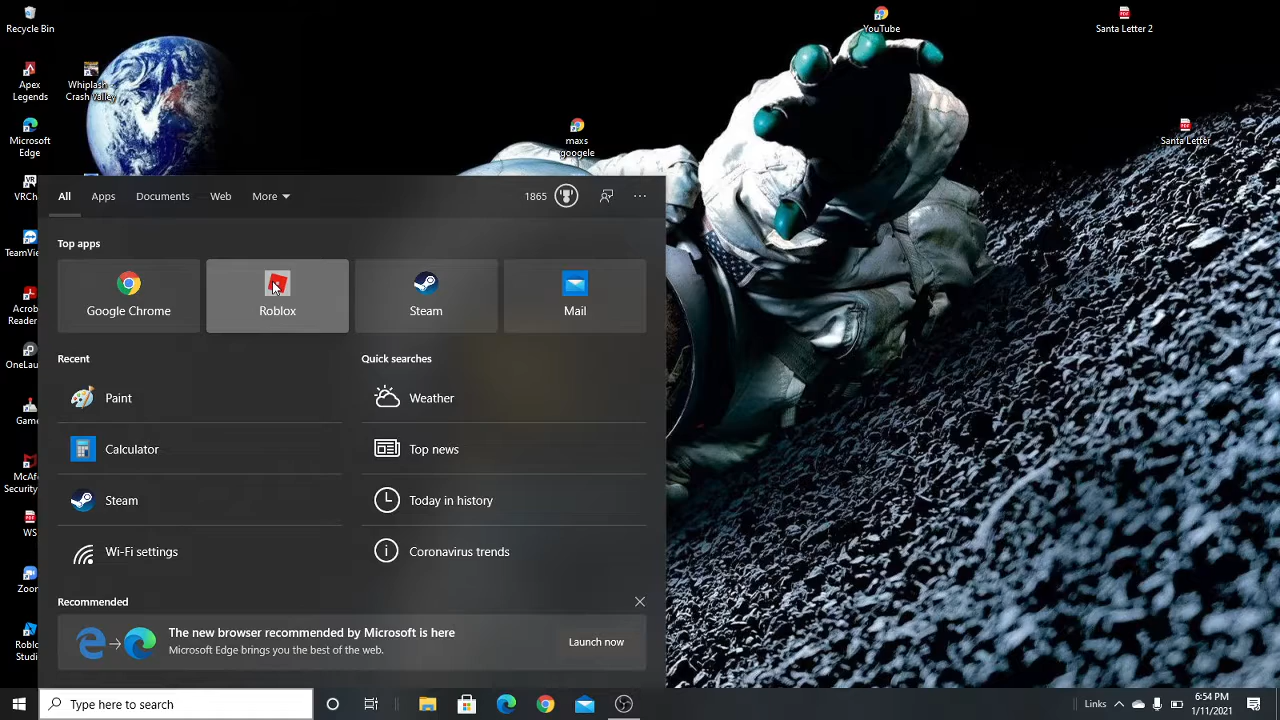 Recycle Bin
YouTube
Santa Letter 2
Apex
Legends
Whiplash
Crash Valley
Microsoft
Edge
maxs
googele
Santa Letter
All
Apps
Documents
Web
More
1865
Top apps
Google Chrome
Roblox
Steam
Mail
Recent
Quick searches
Paint
Weather
Calculator
Top news
Steam
Today in history
Wi-Fi settings
Coronavirus trends
Recommended
The new browser recommended by Microsoft is here
Microsoft Edge brings you the best of the web.
Launch now
VRCh
TeamView
Acrob
Reader
OneLau
Game
McAf
Security
WS
Zoom
Roblo
Studi
Type here to search
Links
6:54 PM
1/11/2021